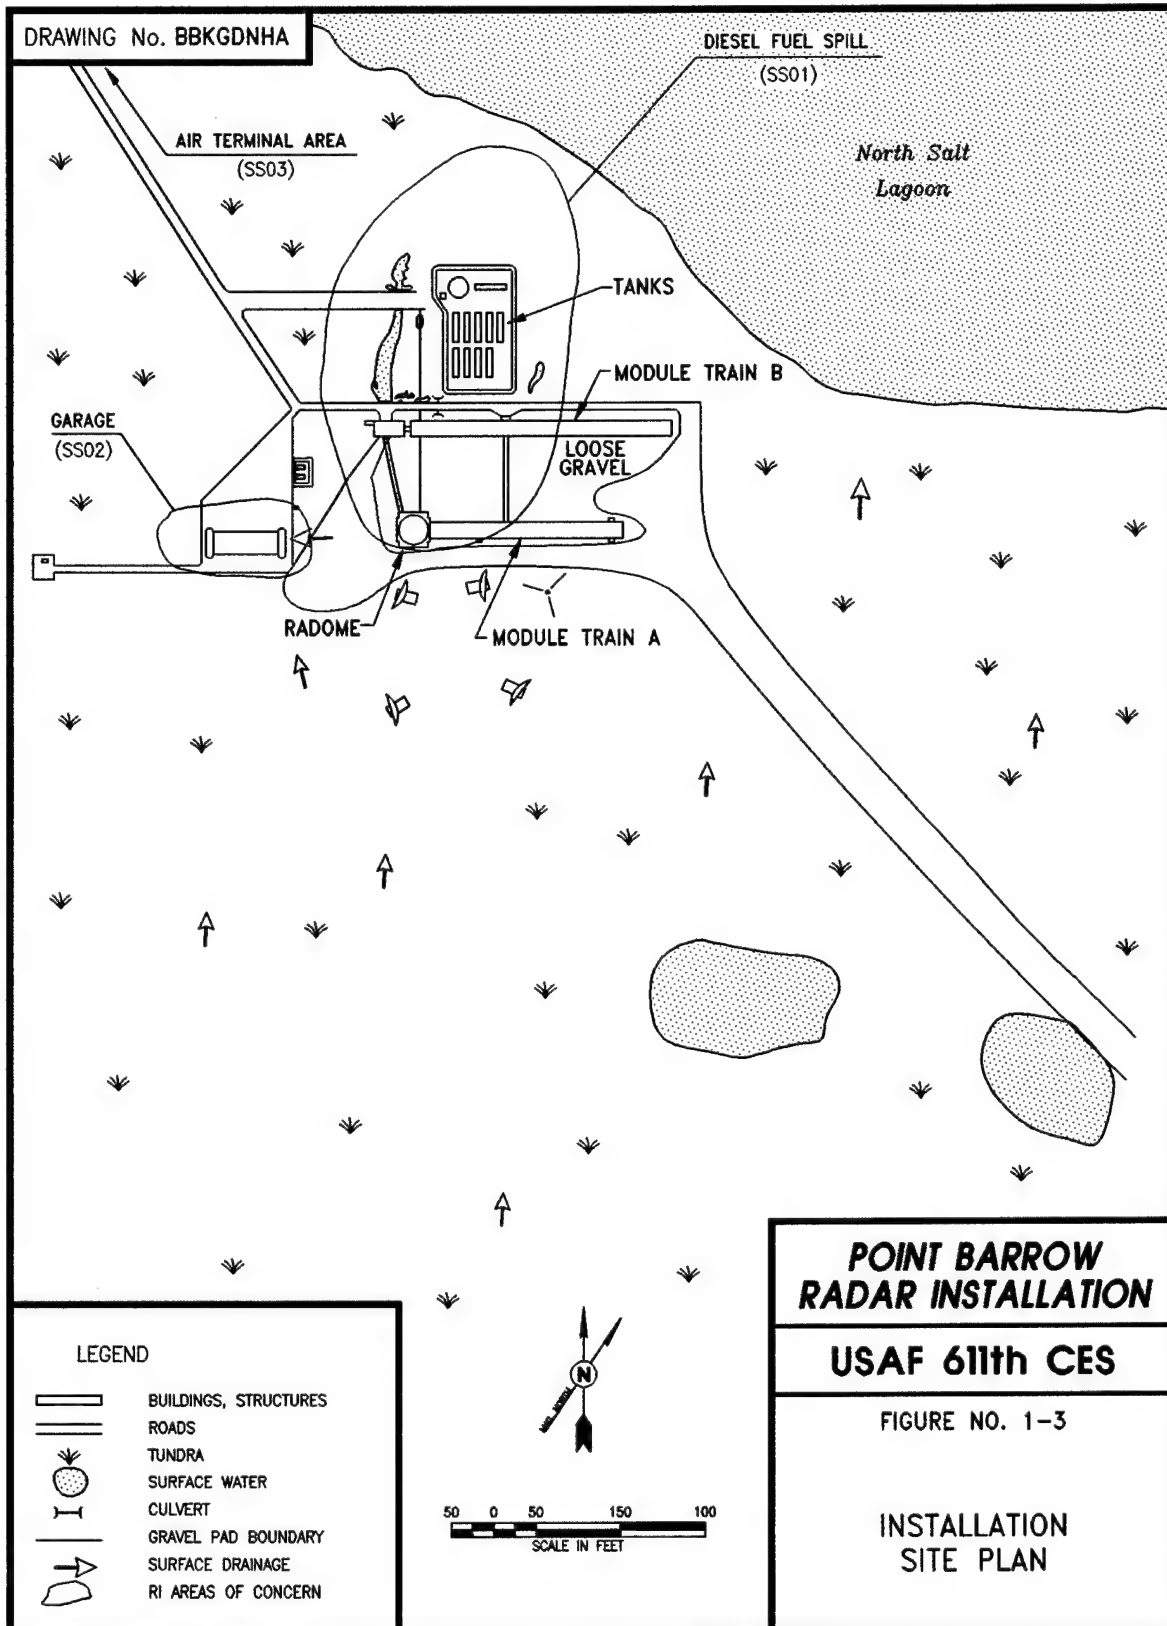 DRAWING No. BBKGDNHA
DIESEL FUEL SPILL
(SS01)
AIR TERMINAL AREA
(SS03)
North Salt
Lagoon
TANKS
MODULE TRAIN B
GARAGE
(SS02)
LOOSE
GRAVEL
RADOME
MODULE TRAIN A
LEGEND
BUILDINGS, STRUCTURES
ROADS
TUNDRA
SURFACE WATER
CULVERT
GRAVEL PAD BOUNDARY
SURFACE DRAINAGE
RI AREAS OF CONCERN
N
MAG. NORTH
50 0 50 150 100
SCALE IN FEET
POINT BARROW
RADAR INSTALLATION
USAF 611th CES
FIGURE NO. 1-3
INSTALLATION
SITE PLAN